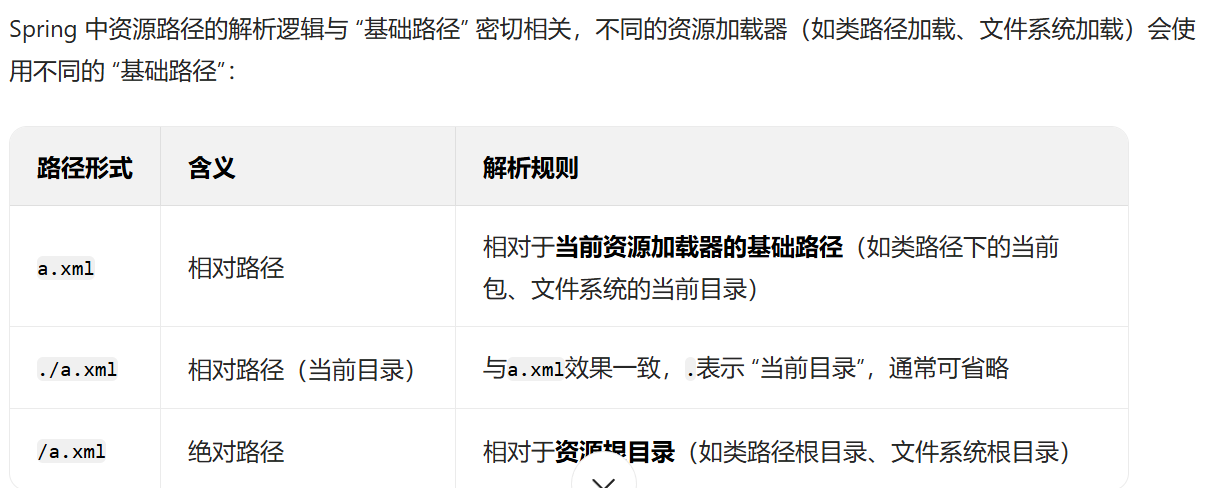 Spring 中资源路径的解析逻辑与 “基础路径” 密切相关，不同的资源加载器（如类路径加载、文件系统加载）会使
用不同的 “基础路径”：
路径形式 含义 解析规则
a.xml 相对路径 相对于当前资源加载器的基础路径（如类路径下的当前
包、文件系统的当前目录）
./a.xml 相对路径（当前目录） 与a.xml效果一致，.表示 “当前目录”，通常可省略
/a.xml 绝对路径 相对于资源根目录（如类路径根目录、文件系统根目录）